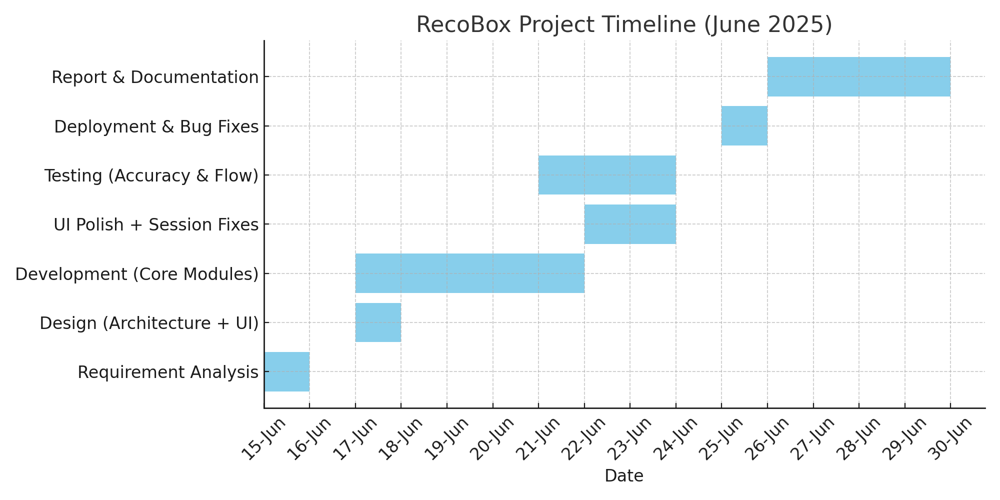 RecoBox Project Timeline (June 2025)
Report & Documentation
Deployment & Bug Fixes
Testing (Accuracy & Flow)
UI Polish + Session Fixes
Development (Core Modules)
Design (Architecture + UI)
Requirement Analysis
15-Jun
16-Jun
17-Jun
18-Jun
19-Jun
20-Jun
21-Jun
22-Jun
23-Jun
24-Jun
25-Jun
26-Jun
27-Jun
28-Jun
29-Jun
30-Jun
Date